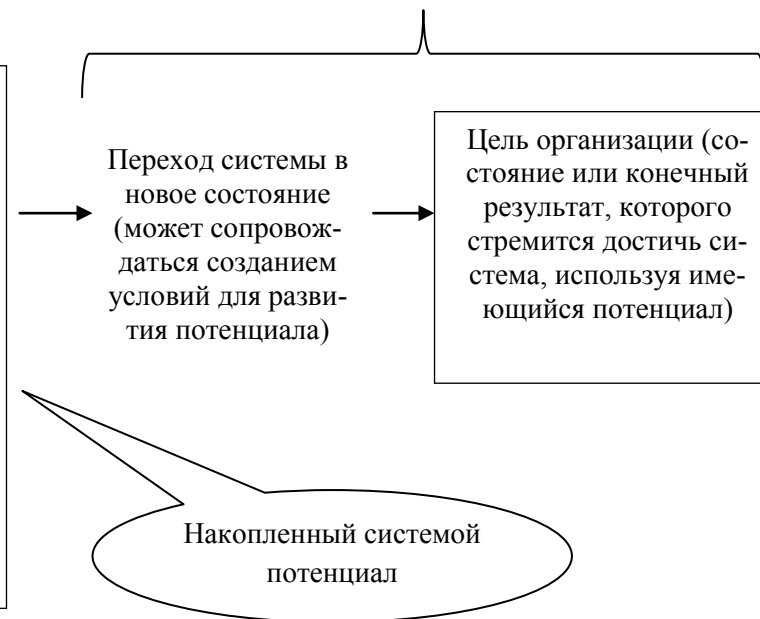 Переход системы в
новое состояние
(может сопровож-
даться созданием
условий для разви-
тия потенциала)
Цель организации (со-
стояние или конечный
результат, которого
стремится достичь си-
стема, используя име-
ющийся потенциал)
Накопленный системой
потенциал